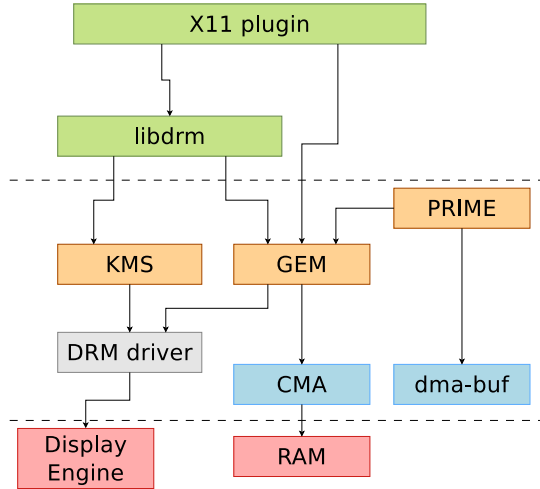 X11 plugin
libdrm
PRIME
KMS
GEM
DRM driver
CMA
dma-buf
Display
Engine
RAM